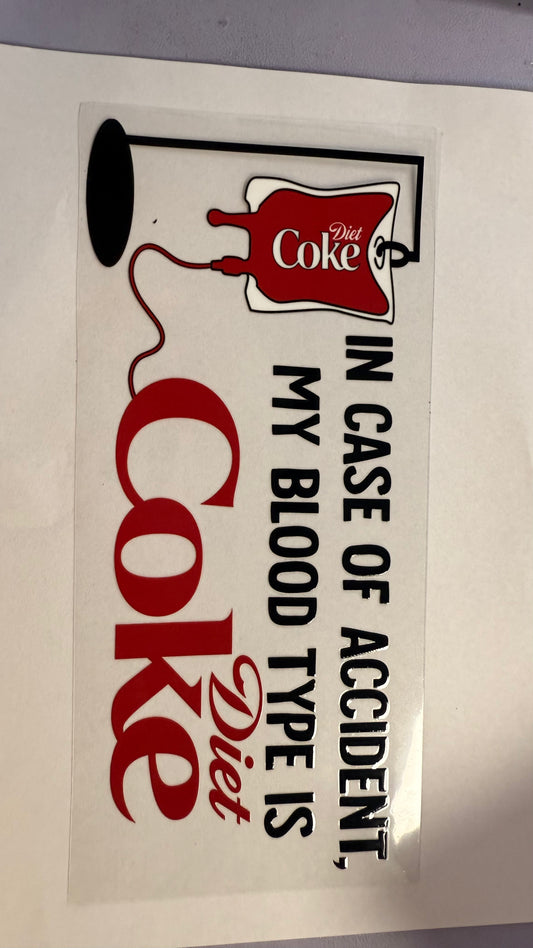 Diet
Coke
IN CASE OF ACCIDENT,
MY BLOOD TYPE IS
Diet
Coke